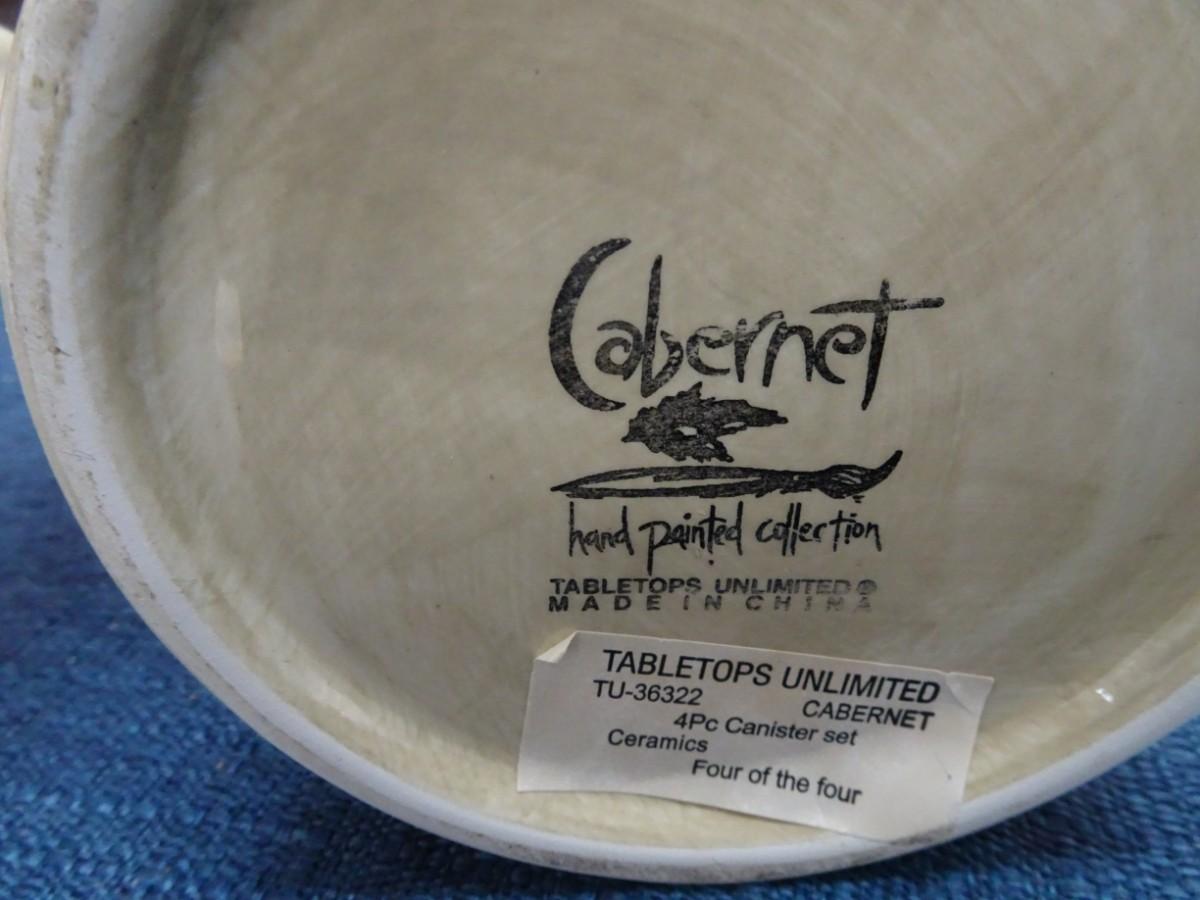 Cabernet
hand painted collection
TABLETOPS UNLIMITED®
MADE IN CHINA
TABLETOPS UNLIMITED
TU-36322 CABERNET
4Pc Canister set
Ceramics
Four of the four